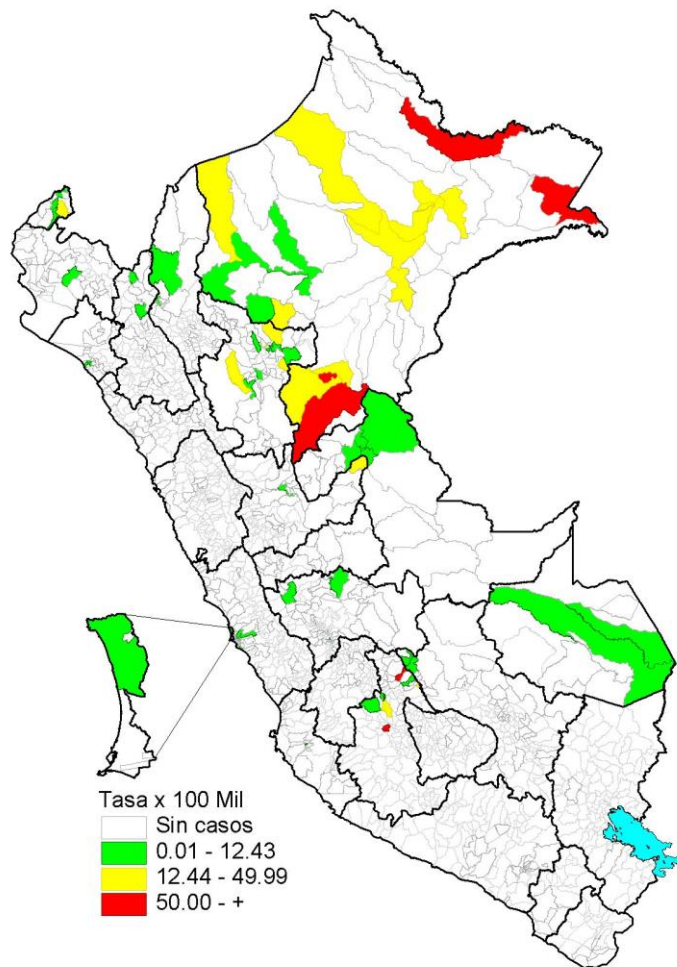 Tasa x 100 Mil
Sin casos
0.01 - 12.43
12.44 - 49.99
50.00 - +